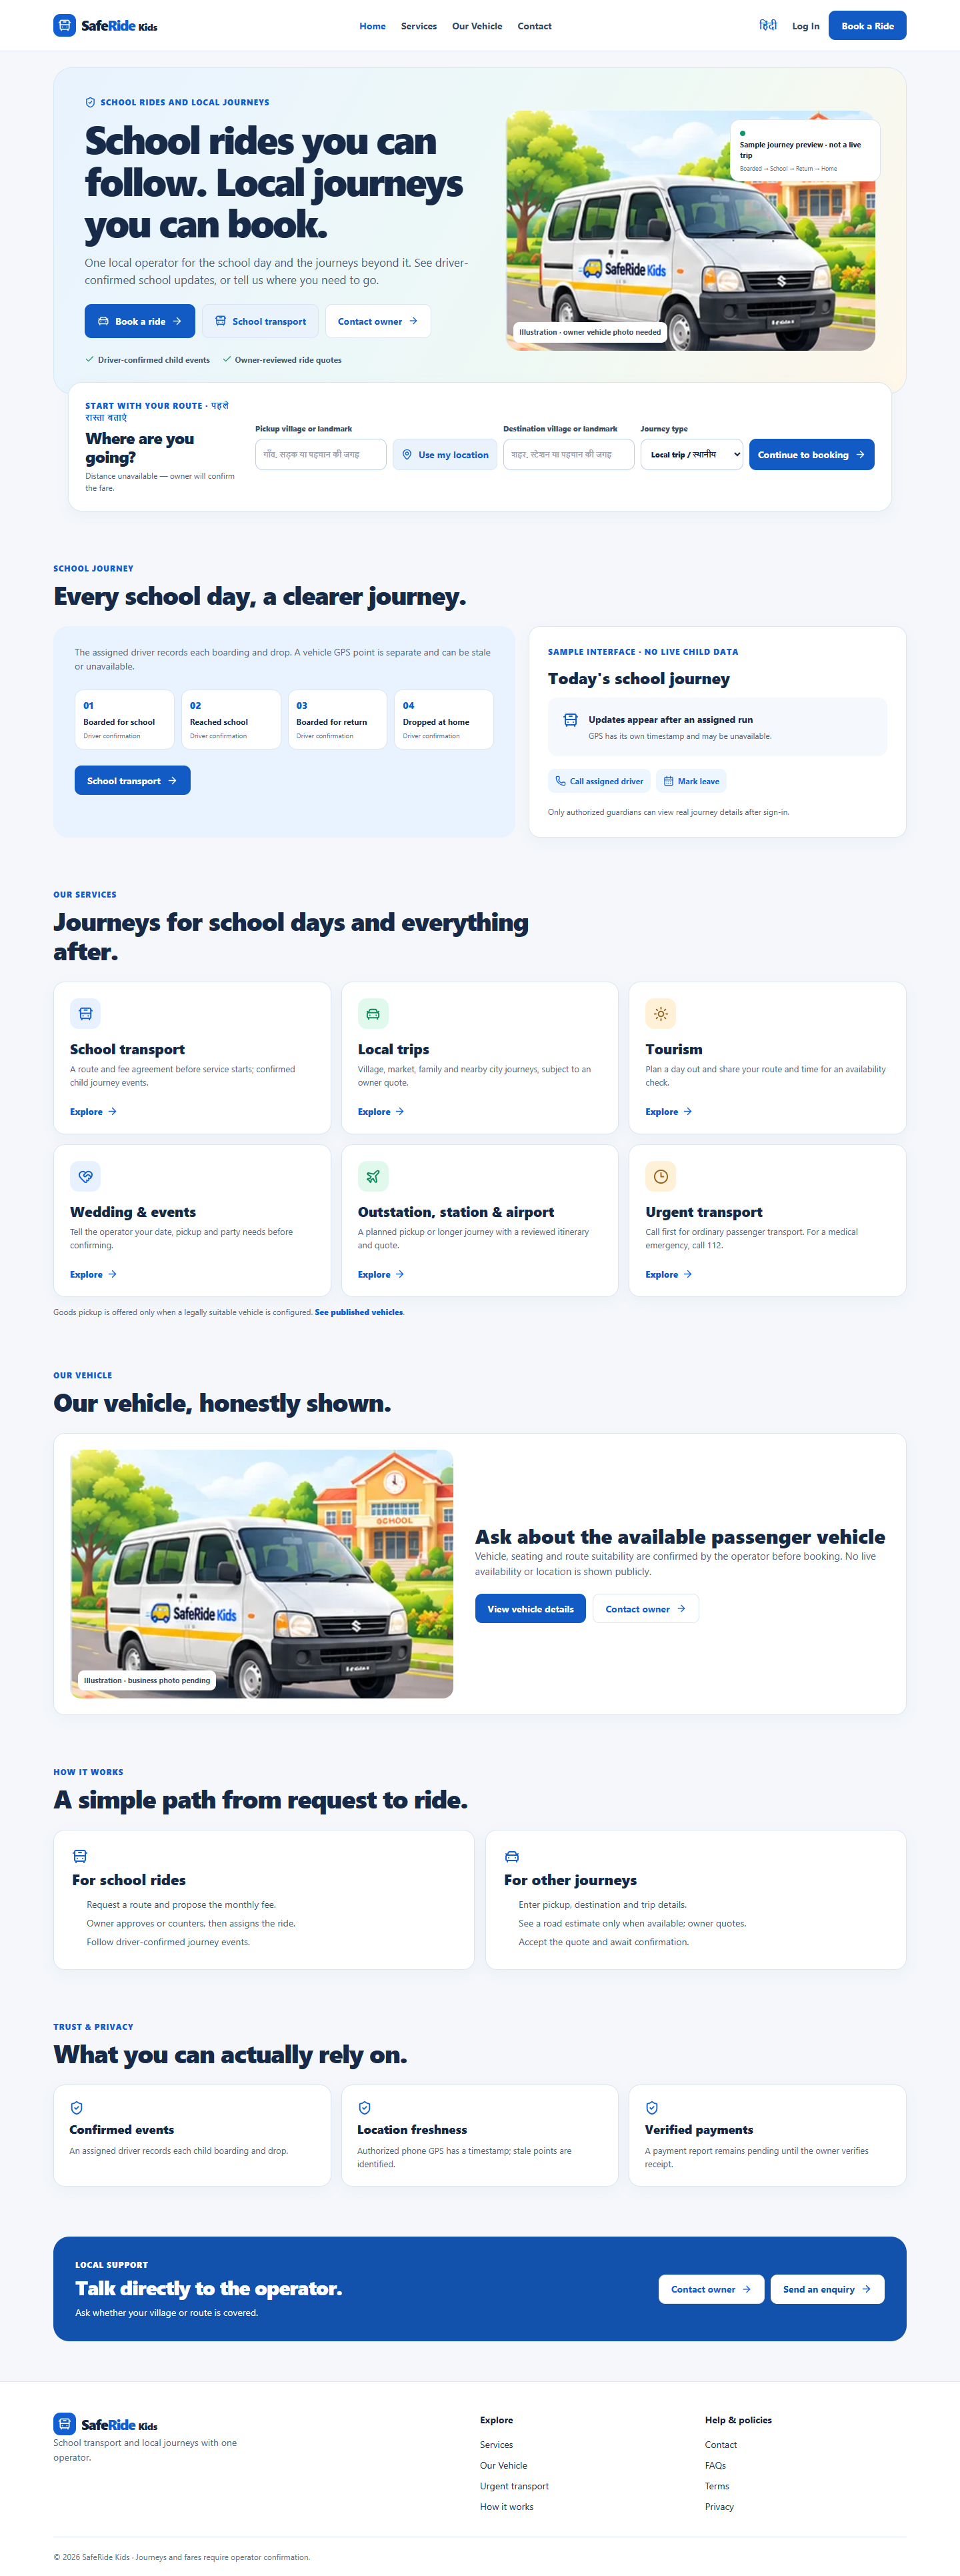 SafeRide Kids
Home Services Our Vehicle Contact
हिंदी Log In Book a Ride
SCHOOL RIDES AND LOCAL JOURNEYS
School rides you can
follow. Local journeys
you can book.
One local operator for the school day and the journeys beyond it. See driver-
confirmed school updates, or tell us where you need to go.
Book a ride School transport Contact owner
Driver-confirmed child events Owner-reviewed ride quotes
Sample journey preview · not a live
trip
Boarded → School → Return → Home
SafeRide Kids
Illustration · owner vehicle photo needed
START WITH YOUR ROUTE · पहले
रास्ता बताएं
Where are you
going?
Distance unavailable — owner will confirm
the fare.
Pickup village or landmark
गाँव, सड़क या पहचान की जगह
Use my location
Destination village or landmark
शहर, स्टेशन या पहचान की जगह
Journey type
Local trip / स्थानीय
Continue to booking
SCHOOL JOURNEY
Every school day, a clearer journey.
The assigned driver records each boarding and drop. A vehicle GPS point is separate and can be stale
or unavailable.
01
Boarded for school
Driver confirmation
02
Reached school
Driver confirmation
03
Boarded for return
Driver confirmation
04
Dropped at home
Driver confirmation
School transport
SAMPLE INTERFACE · NO LIVE CHILD DATA
Today's school journey
Updates appear after an assigned run
GPS has its own timestamp and may be unavailable.
Call assigned driver Mark leave
Only authorized guardians can view real journey details after sign-in.
OUR SERVICES
Journeys for school days and everything
after.
School transport
A route and fee agreement before service starts; confirmed
child journey events.
Explore
Local trips
Village, market, family and nearby city journeys, subject to an
owner quote.
Explore
Tourism
Plan a day out and share your route and time for an availability
check.
Explore
Wedding & events
Tell the operator your date, pickup and party needs before
confirming.
Explore
Outstation, station & airport
A planned pickup or longer journey with a reviewed itinerary
and quote.
Explore
Urgent transport
Call first for ordinary passenger transport. For a medical
emergency, call 112.
Explore
Goods pickup is offered only when a legally suitable vehicle is configured. See published vehicles.
OUR VEHICLE
Our vehicle, honestly shown.
SCHOOL
SafeRide Kids
Illustration · business photo pending
Ask about the available passenger vehicle
Vehicle, seating and route suitability are confirmed by the operator before booking. No live
availability or location is shown publicly.
View vehicle details Contact owner
HOW IT WORKS
A simple path from request to ride.
For school rides
Request a route and propose the monthly fee.
Owner approves or counters, then assigns the ride.
Follow driver-confirmed journey events.
For other journeys
Enter pickup, destination and trip details.
See a road estimate only when available; owner quotes.
Accept the quote and await confirmation.
TRUST & PRIVACY
What you can actually rely on.
Confirmed events
An assigned driver records each child boarding and drop.
Location freshness
Authorized phone GPS has a timestamp; stale points are
identified.
Verified payments
A payment report remains pending until the owner verifies
receipt.
LOCAL SUPPORT
Talk directly to the operator.
Ask whether your village or route is covered.
Contact owner Send an enquiry
SafeRide Kids
School transport and local journeys with one
operator.
Explore
Services
Our Vehicle
Urgent transport
How it works
Help & policies
Contact
FAQs
Terms
Privacy
© 2026 SafeRide Kids · Journeys and fares require operator confirmation.